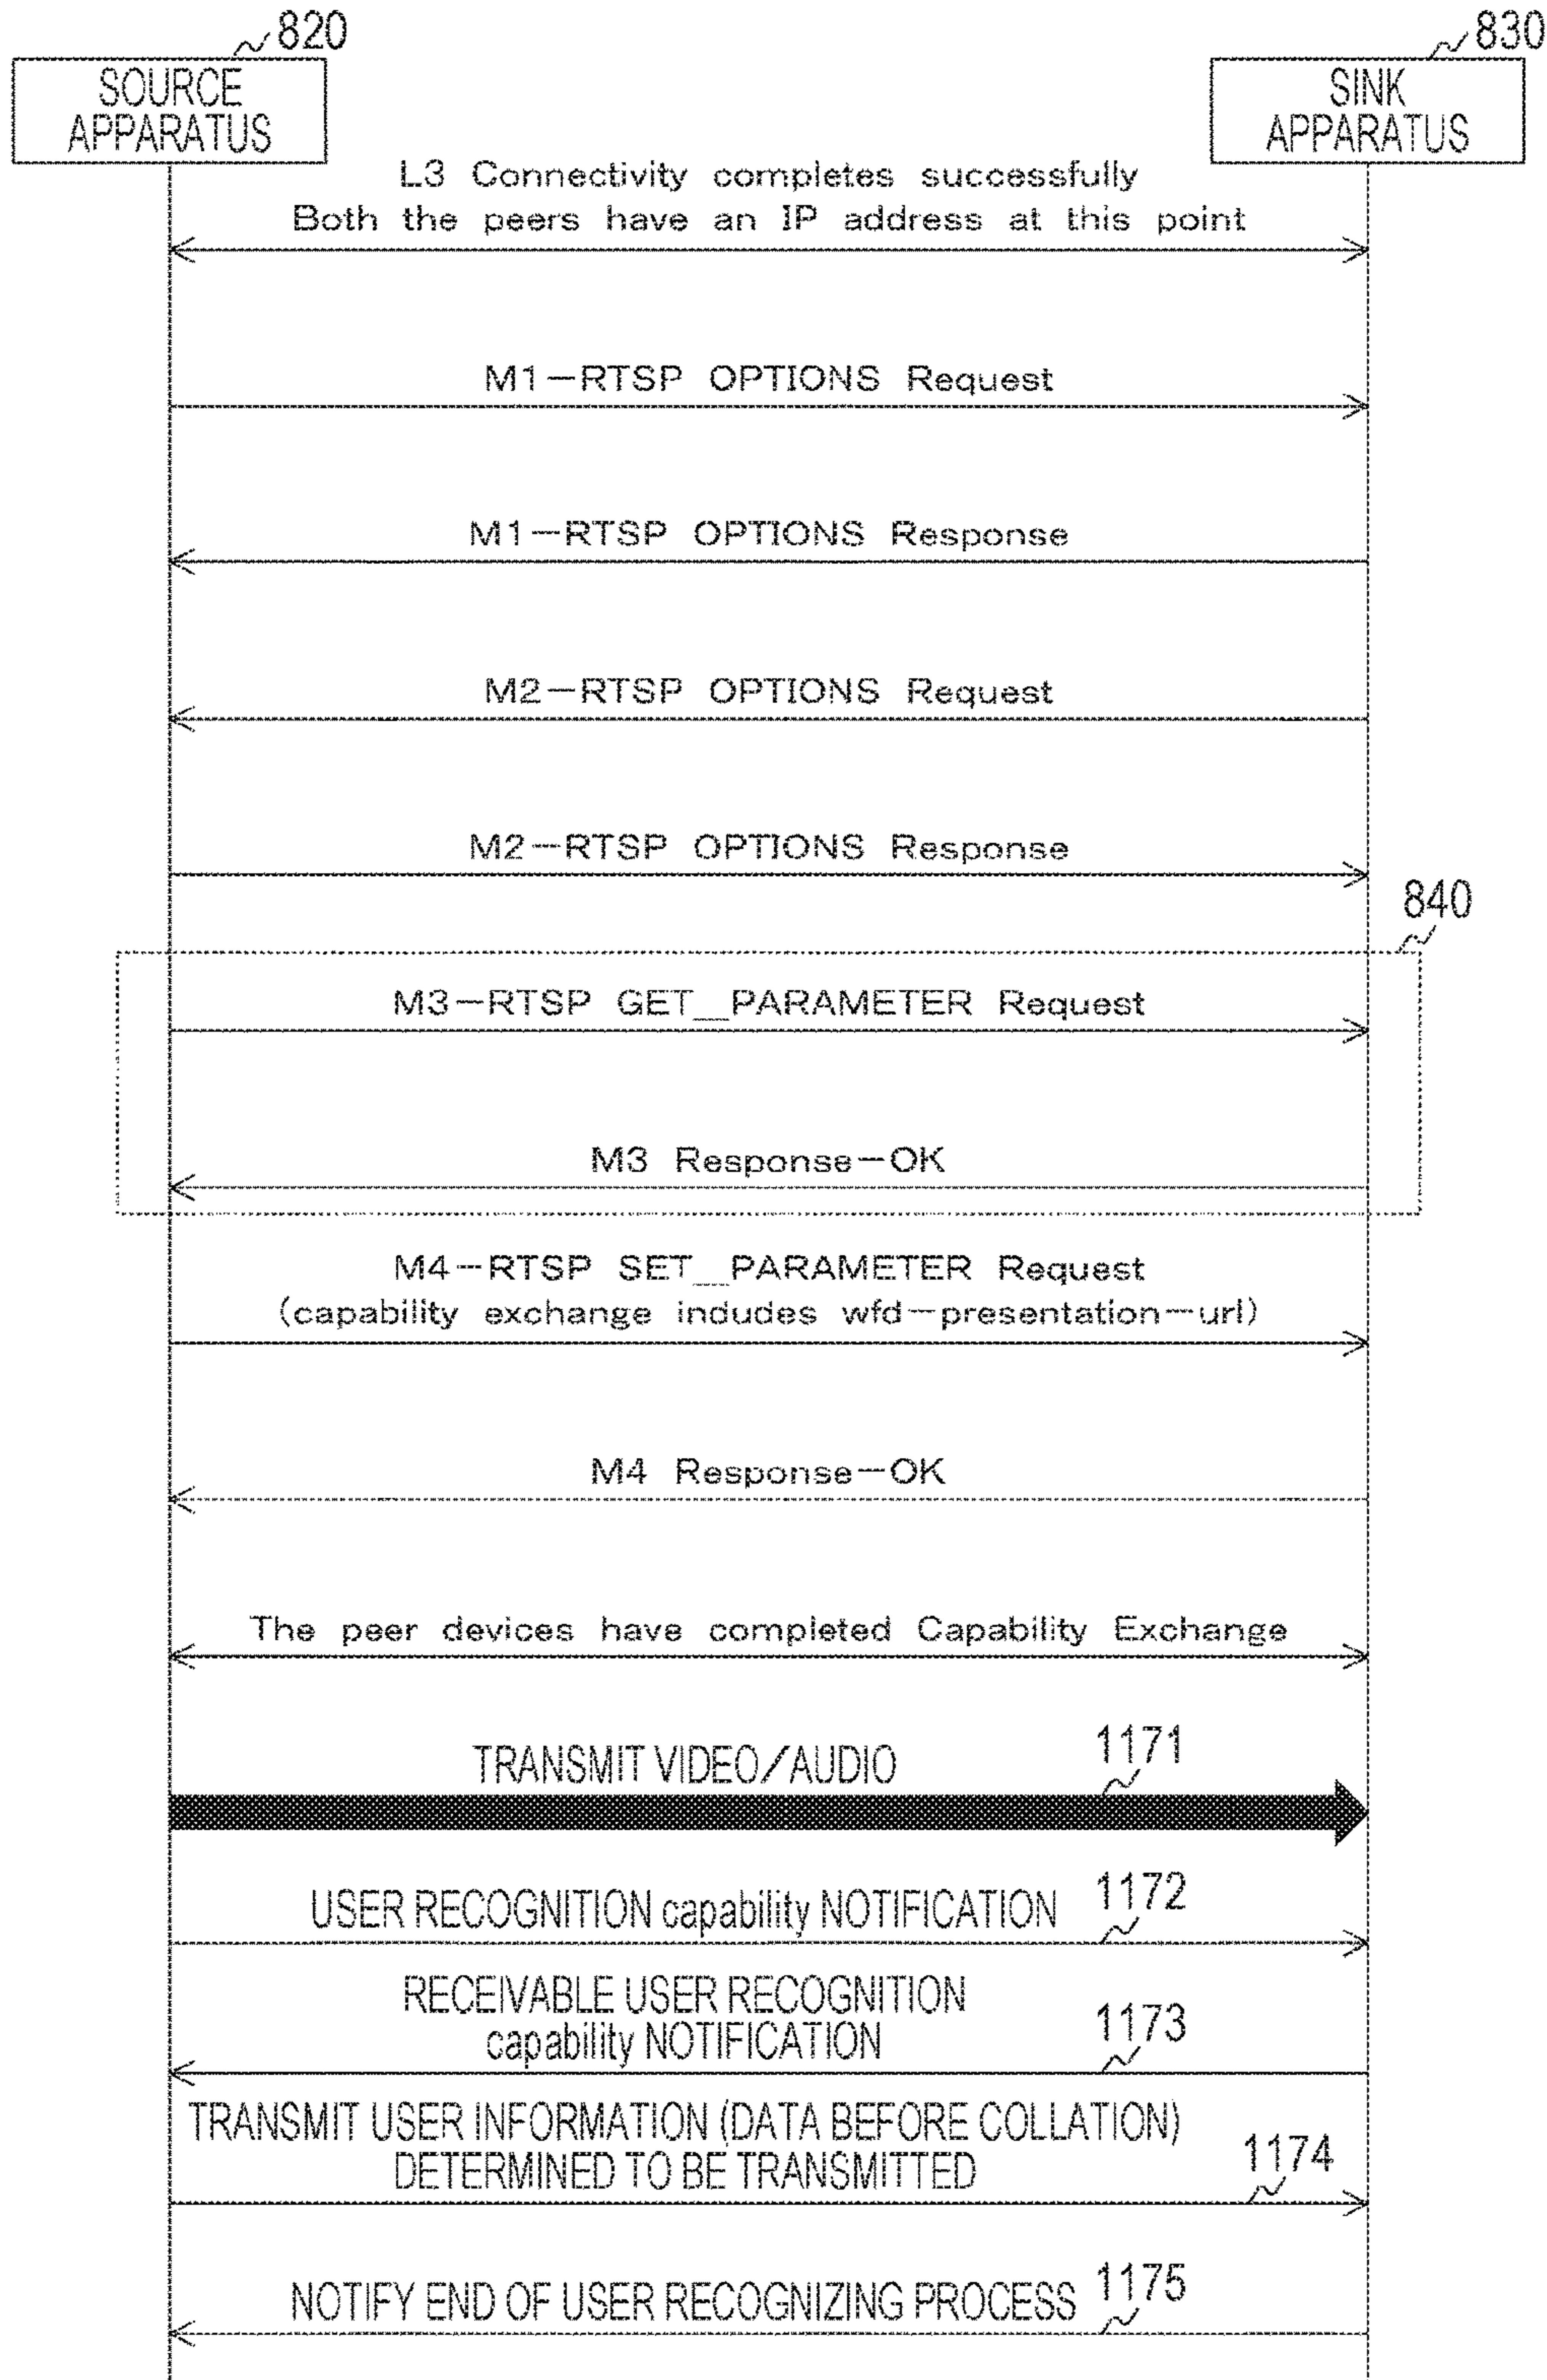 820
830
SOURCE
APPARATUS
SINK
APPARATUS
L3 Connectivity completes successfully
Both the peers have an IP address at this point
M1-RTSP OPTIONS Request
M1-RTSP OPTIONS Response
M2-RTSP OPTIONS Request
M2-RTSP OPTIONS Response
840
M3-RTSP GET_PARAMETER Request
M3 Response-OK
M4-RTSP SET_PARAMETER Request
(capability exchange indudes wfd-presentation-url)
M4 Response-OK
The peer devices have completed Capability Exchange
TRANSMIT VIDEO/AUDIO
1171
USER RECOGNITION capability NOTIFICATION
1172
RECEIVABLE USER RECOGNITION
capability NOTIFICATION
1173
TRANSMIT USER INFORMATION (DATA BEFORE COLLATION)
DETERMINED TO BE TRANSMITTED
1174
NOTIFY END OF USER RECOGNIZING PROCESS
1175